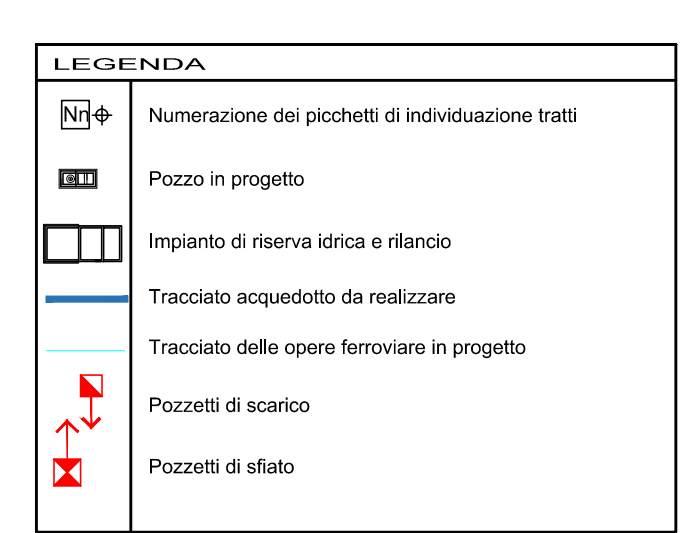 LEGENDA
Nn
Numerazione dei picchetti di individuazione tratti
Pozzo in progetto
Impianto di riserva idrica e rilancio
Tracciato acquedotto da realizzare
Tracciato delle opere ferroviare in progetto
Pozzetti di scarico
Pozzetti di sfiato